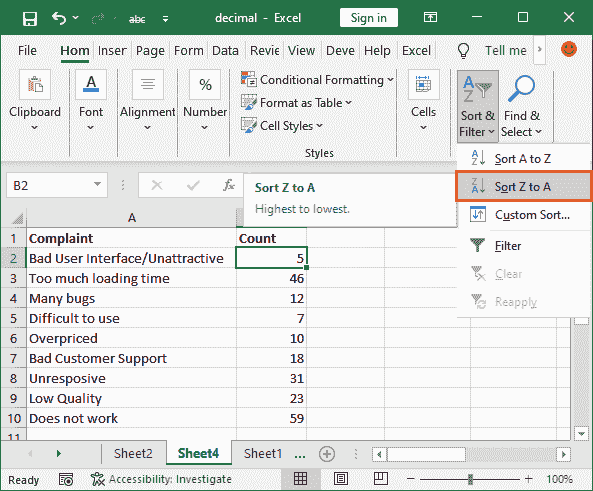 decimal - Excel
Sign in
abc
File Hom Inser Page Form Data Revie View Deve Help Excel Tell me
Clipboard
Font
Alignment
%
Number
Conditional Formatting
Format as Table
Cell Styles
Styles
Cells
Sort & Filter
Find & Select
Sort A to Z
Sort Z to A
Custom Sort...
Filter
Clear
Reapply
B2
fx
Sort Z to A
Highest to lowest.
A
1 Complaint Count
2 Bad User Interface/Unattractive 5
3 Too much loading time 46
4 Many bugs 12
5 Difficult to use 7
6 Overpriced 10
7 Bad Customer Support 18
8 Unresposive 31
9 Low Quality 23
10 Does not work 59
11
Sheet2 Sheet4 Sheet1 ...
Ready Accessibility: Investigate 100%